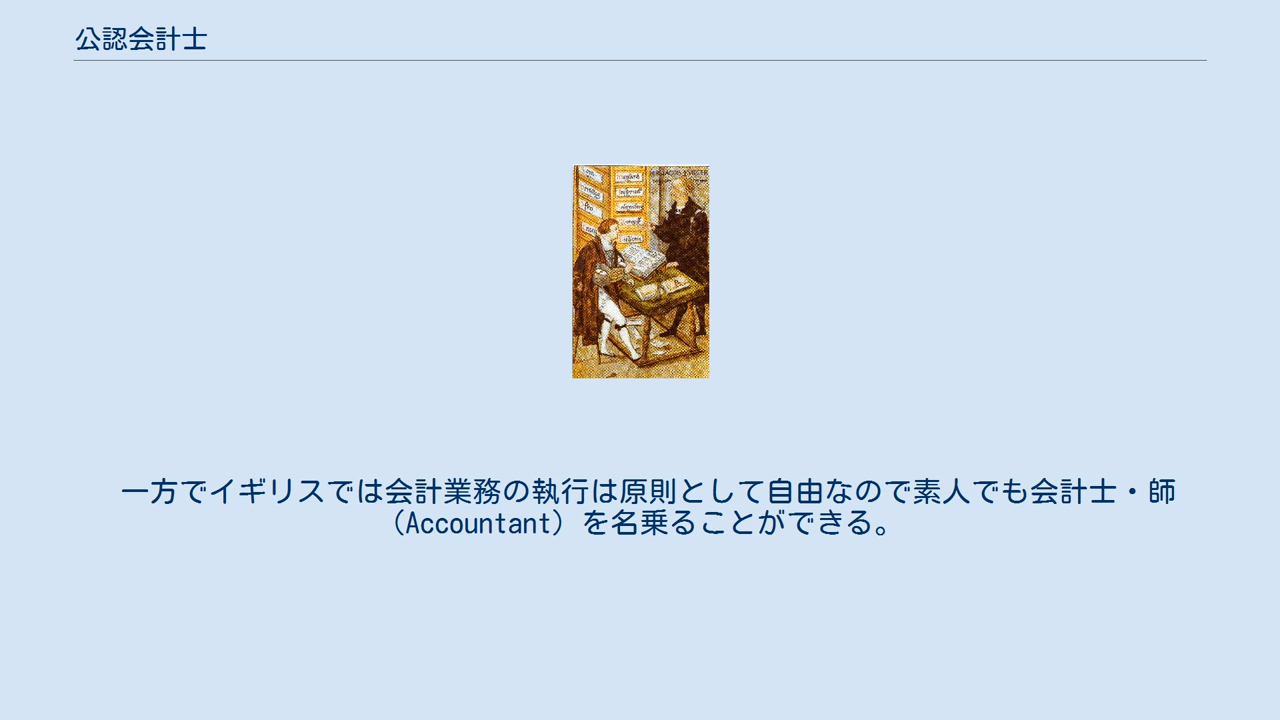 公認会計士
一方でイギリスでは会計業務の執行は原則として自由なので素人でも会計士・師
（Accountant）を名乗ることができる。